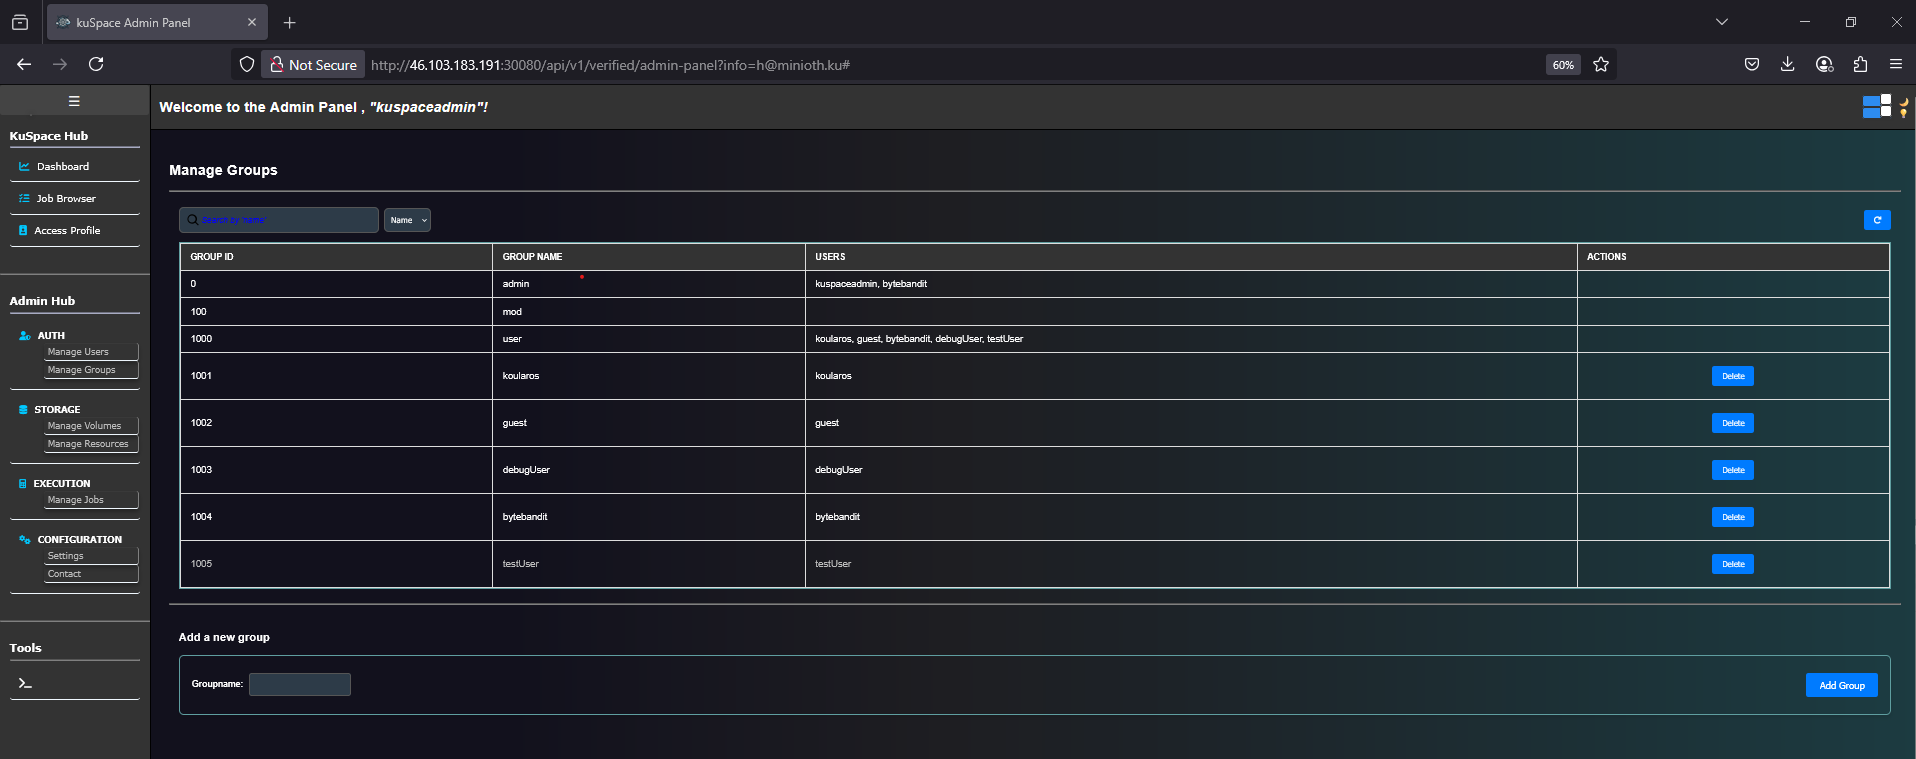 kuSpace Admin Panel
Not Secure http://46.103.183.191:30080/api/v1/verified/admin-panel?info=h@minioth.ku# 60%
Welcome to the Admin Panel , "kuspaceadmin"!
KuSpace Hub
Dashboard
Job Browser
Access Profile
Admin Hub
AUTH
Manage Users
Manage Groups
STORAGE
Manage Volumes
Manage Resources
EXECUTION
Manage Jobs
CONFIGURATION
Settings
Contact
Tools
Manage Groups
Search by 'name' Name
GROUP ID GROUP NAME USERS ACTIONS
0 admin kuspaceadmin, bytebandit
100 mod
1000 user koularos, guest, bytebandit, debugUser, testUser
1001 koularos koularos Delete
1002 guest guest Delete
1003 debugUser debugUser Delete
1004 bytebandit bytebandit Delete
1005 testUser testUser Delete
Add a new group
Groupname: Add Group